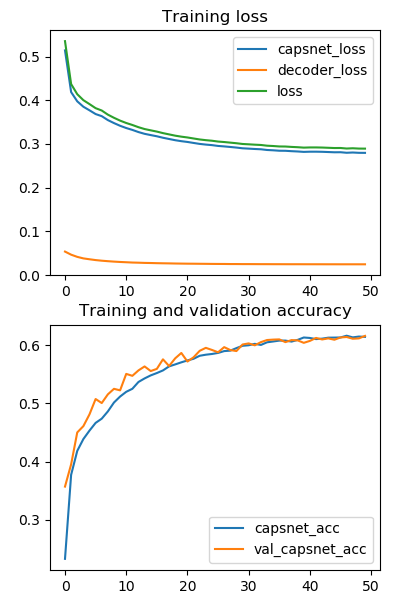 Training loss
0.5
0.4
0.3
0.2
0.1
0.0
capsnet_loss
decoder_loss
loss
0 10 20 30 40 50
Training and validation accuracy
0.6
0.5
0.4
0.3
capsnet_acc
val_capsnet_acc
0 10 20 30 40 50